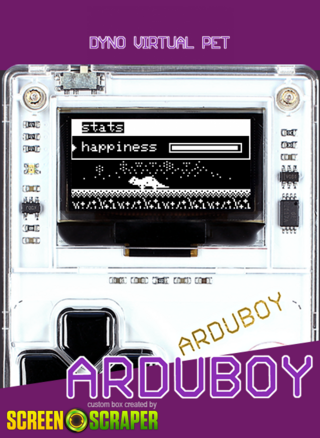 DYNO VIRTUAL PET
stats
happiness
ARDUBOY
ARDUBOY
custom box created by
SCREEN SCRAPER